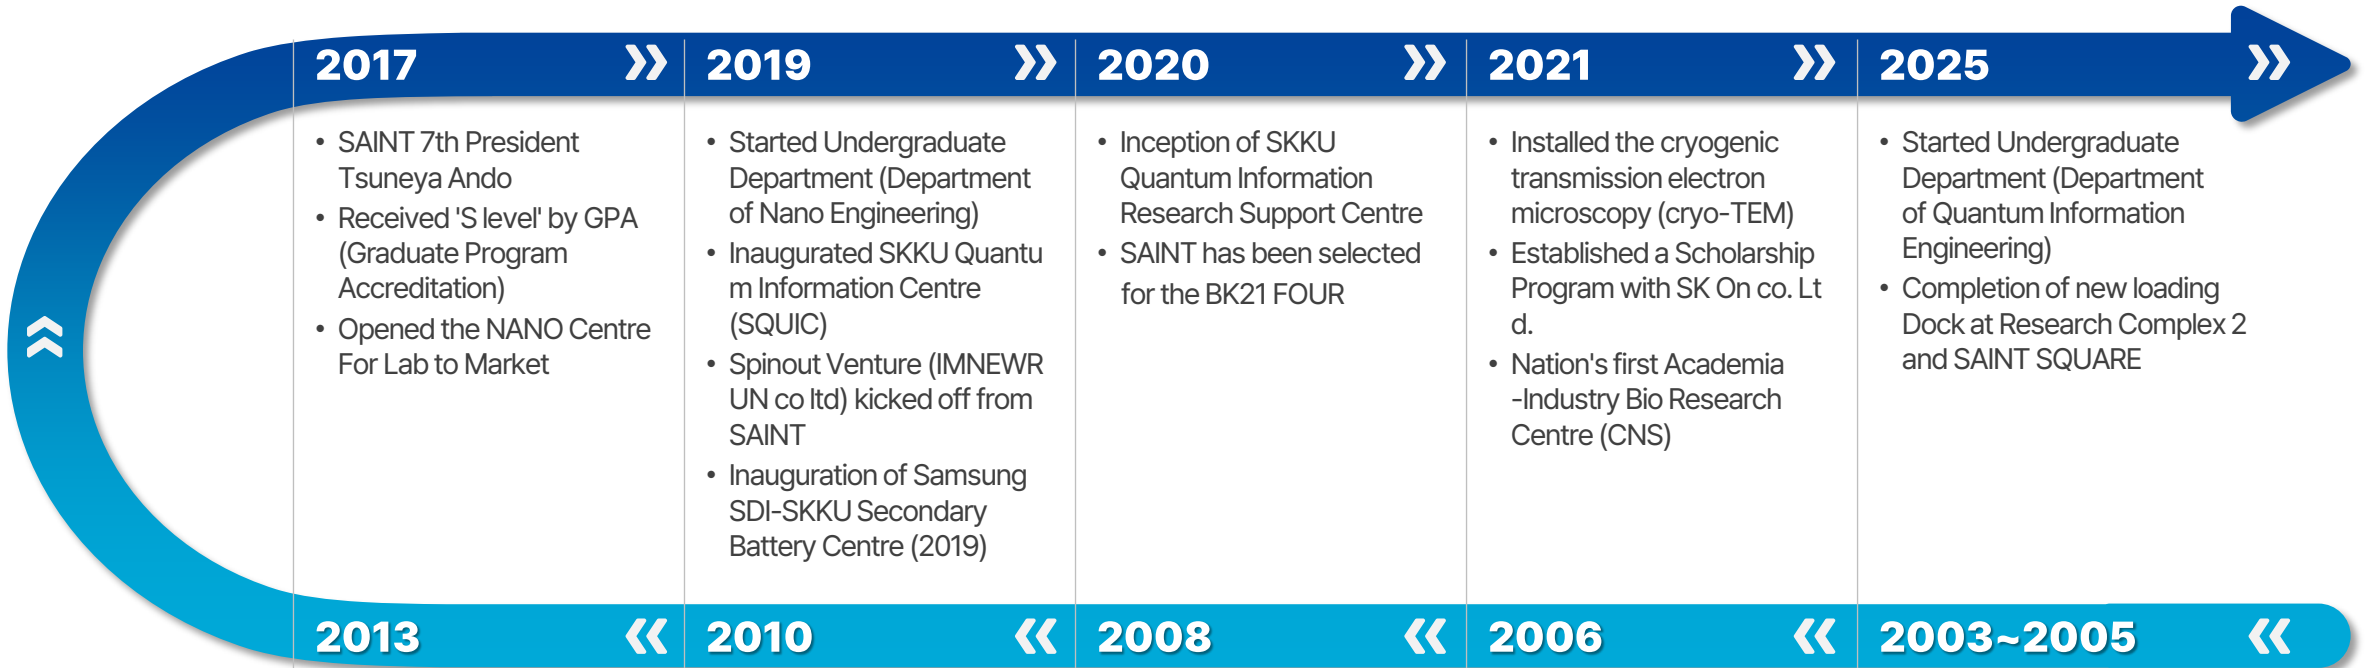 2017
SAINT 7th President
Tsuneya Ando
Received 'S level' by GPA
(Graduate Program
Accreditation)
Opened the NANO Centre
For Lab to Market
2019
Started Undergraduate
Department (Department
of Nano Engineering)
Inaugurated SKKU Quantu
m Information Centre
(SQUIC)
Spinout Venture (IMNEWR
UN co ltd) kicked off from
SAINT
Inauguration of Samsung
SDI-SKKU Secondary
Battery Centre (2019)
2020
Inception of SKKU
Quantum Information
Research Support Centre
SAINT has been selected
for the BK21 FOUR
2021
Installed the cryogenic
transmission electron
microscopy (cryo-TEM)
Established a Scholarship
Program with SK On co. Lt
d.
Nation's first Academia
-Industry Bio Research
Centre (CNS)
2025
Started Undergraduate
Department (Department
of Quantum Information
Engineering)
Completion of new loading
Dock at Research Complex 2
and SAINT SQUARE
2013
2010
2008
2006
2003~2005